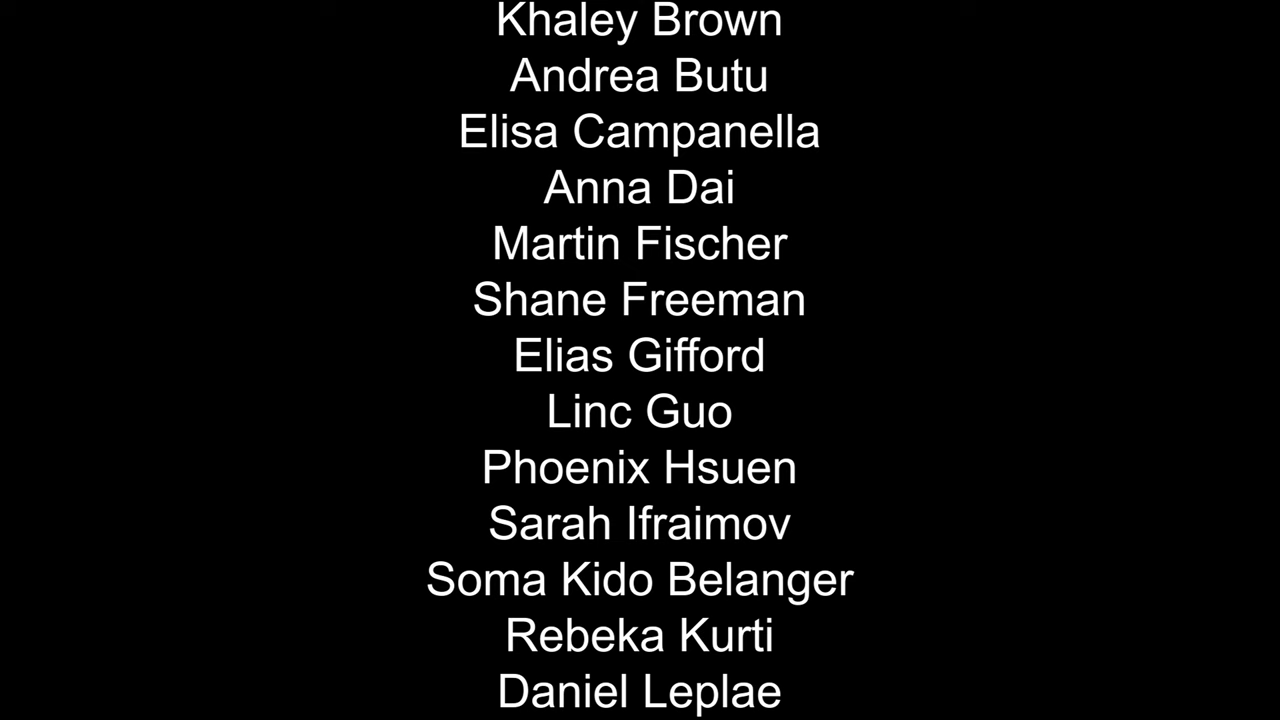 Khaley Brown
Andrea Butu
Elisa Campanella
Anna Dai
Martin Fischer
Shane Freeman
Elias Gifford
Linc Guo
Phoenix Hsuen
Sarah Ifraimov
Soma Kido Belanger
Rebeka Kurti
Daniel Leplae